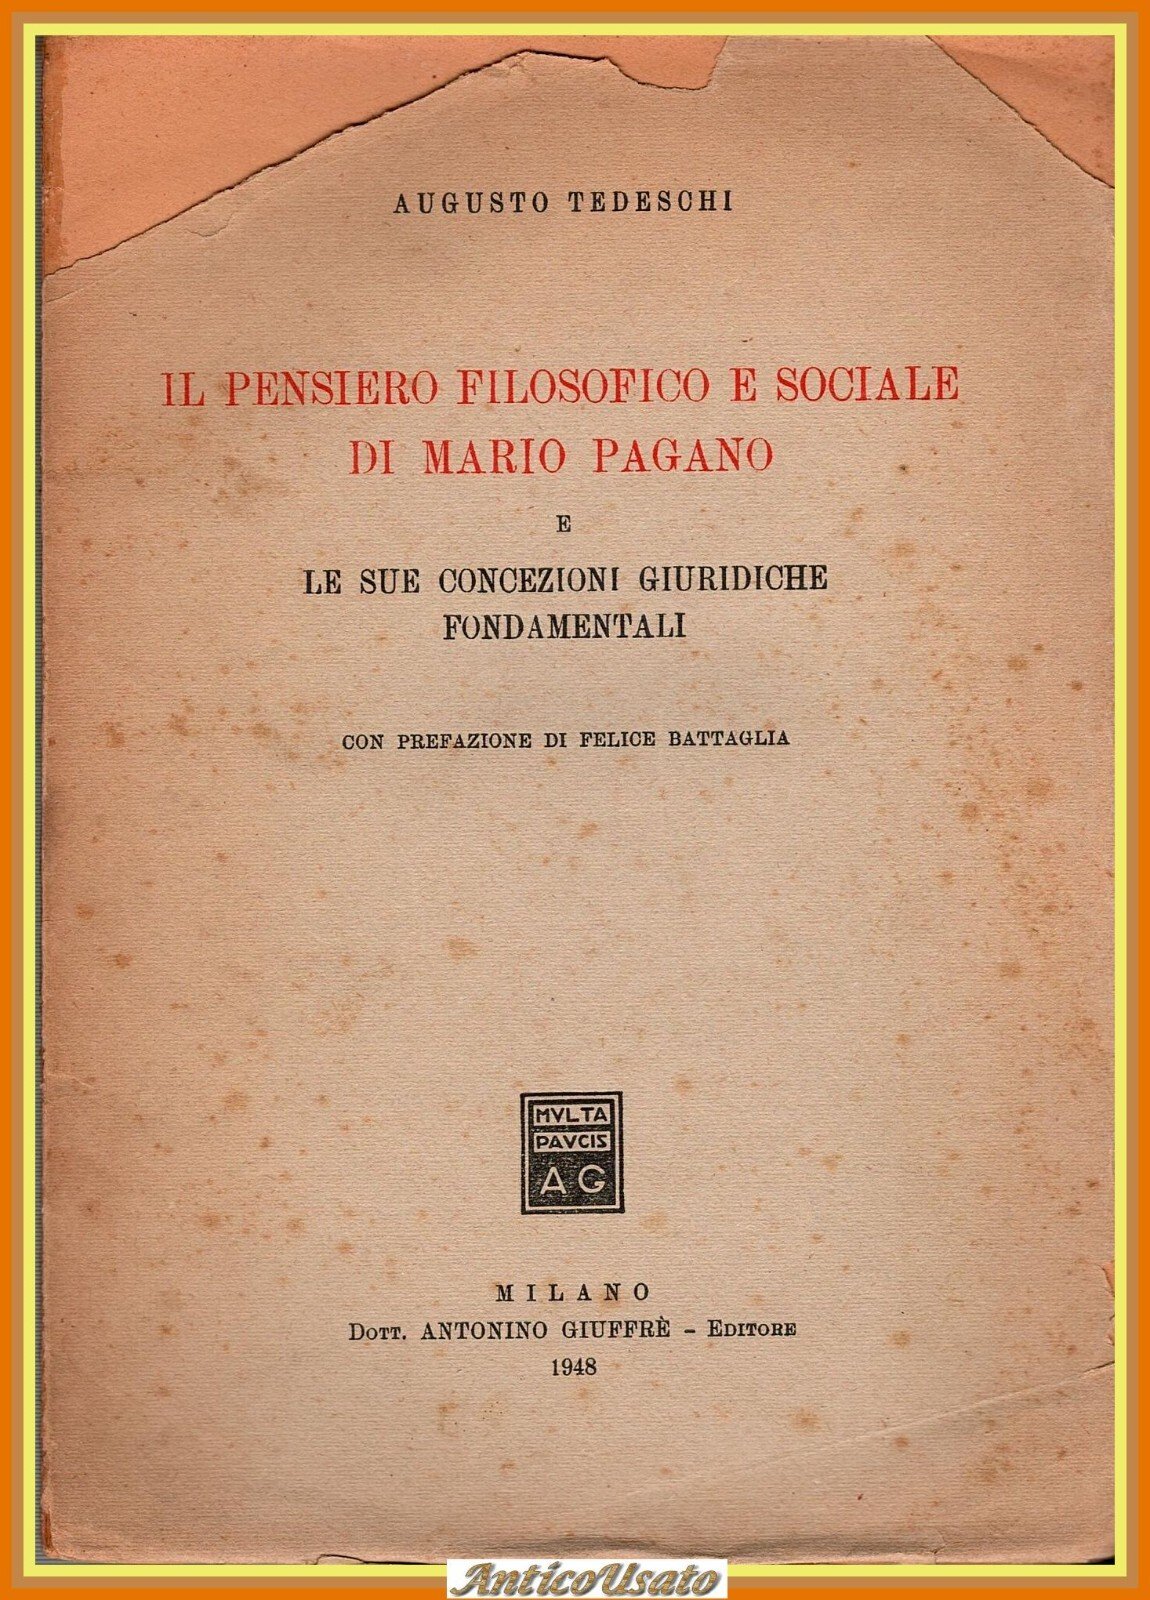 AUGUSTO TEDESCHI
IL PENSIERO FILOSOFICO E SOCIALE
DI MARIO PAGANO
E
LE SUE CONCEZIONI GIURIDICHE
FONDAMENTALI
CON PREFAZIONE DI FELICE BATTAGLIA
MVLTA
PAVCIS
AG
MILANO
DOTT. ANTONINO GIUFFRÈ - EDITORE
1948
AnticoUsato